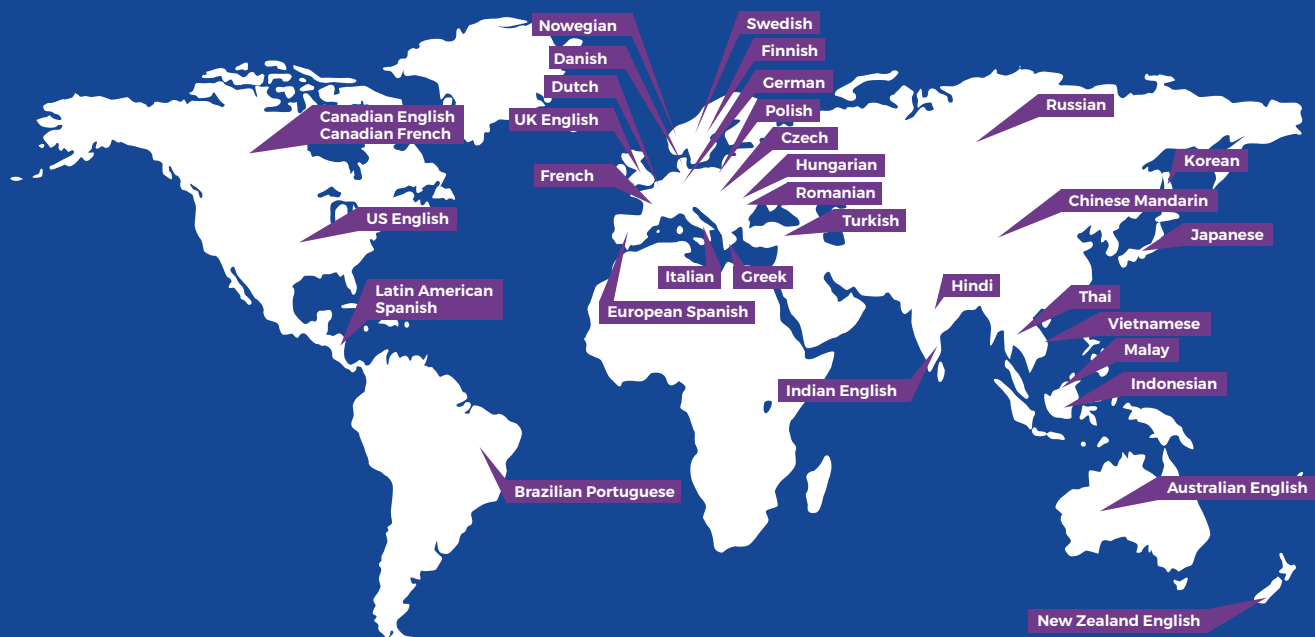 Nowegian
Swedish
Danish
Finnish
Dutch
German
UK English
Polish
Canadian English
Canadian French
Czech
French
Hungarian
Romanian
US English
Turkish
Italian
Greek
Latin American
Spanish
European Spanish
Russian
Korean
Chinese Mandarin
Japanese
Hindi
Thai
Vietnamese
Malay
Indonesian
Indian English
Brazilian Portuguese
Australian English
New Zealand English